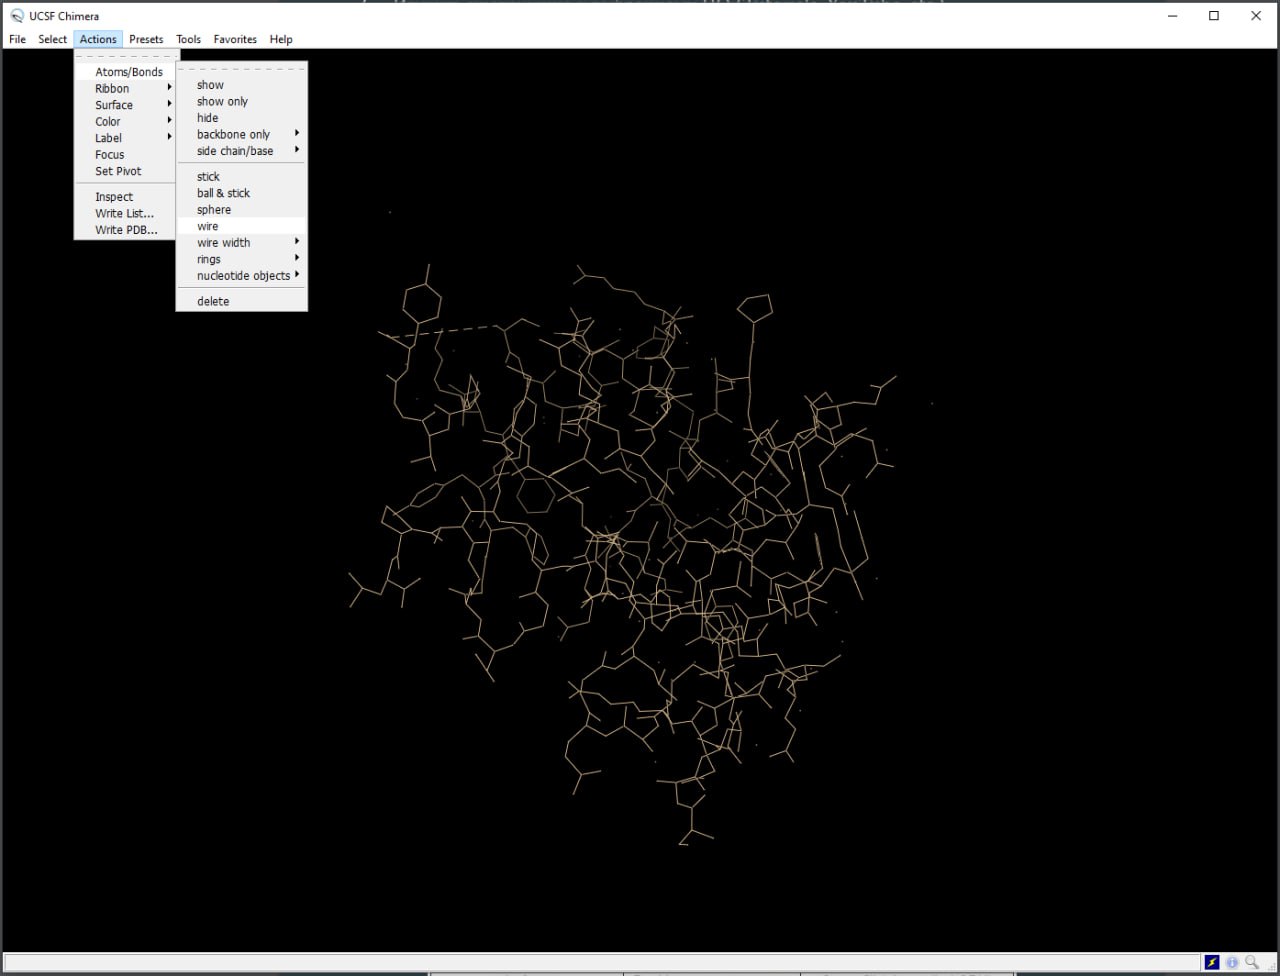 UCSF Chimera
File Select Actions Presets Tools Favorites Help
Atoms/Bonds
Ribbon
Surface
Color
Label
Focus
Set Pivot
Inspect
Write List...
Write PDB...
show
show only
hide
backbone only
side chain/base
stick
ball & stick
sphere
wire
wire width
rings
nucleotide objects
delete